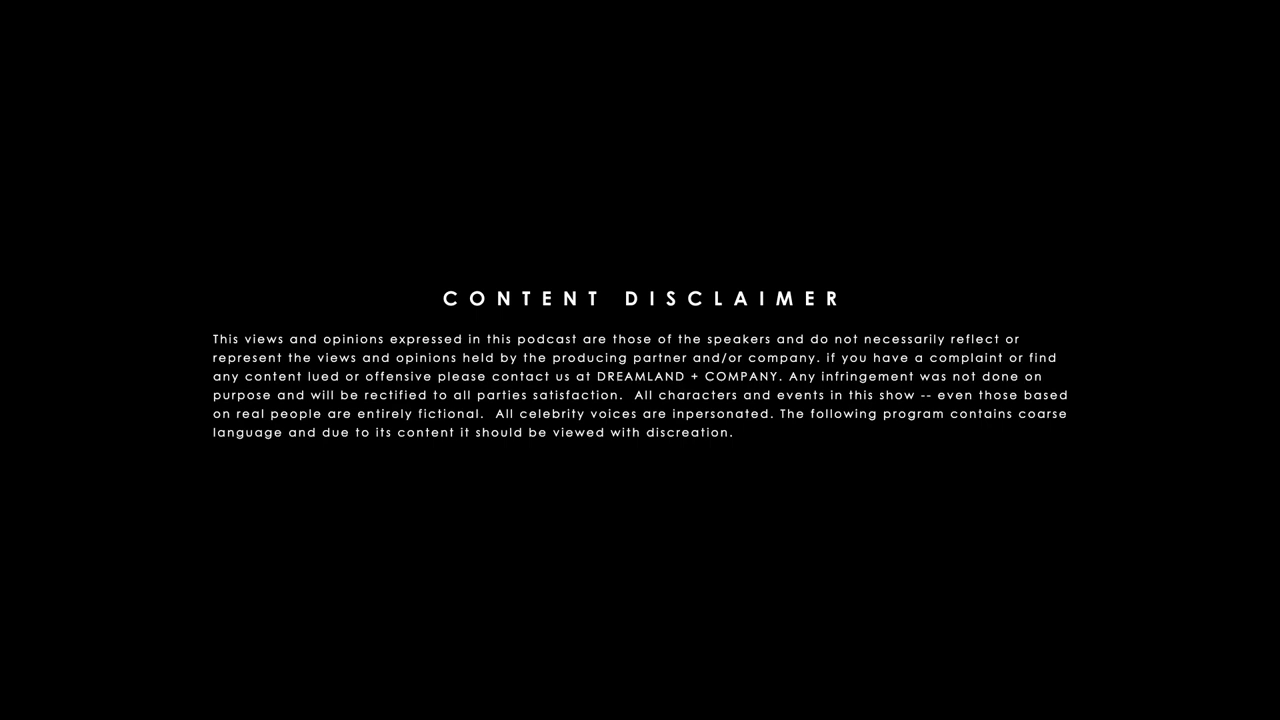 CONTENT DISCLAIMER
This views and opinions expressed in this podcast are those of the speakers and do not necessarily reflect or
represent the views and opinions held by the producing partner and/or company. if you have a complaint or find
any content lued or offensive please contact us at DREAMLAND + COMPANY. Any infringement was not done on
purpose and will be rectified to all parties satisfaction.  All characters and events in this show -- even those based
on real people are entirely fictional.  All celebrity voices are inpersonated. The following program contains coarse
language and due to its content it should be viewed with discreation.